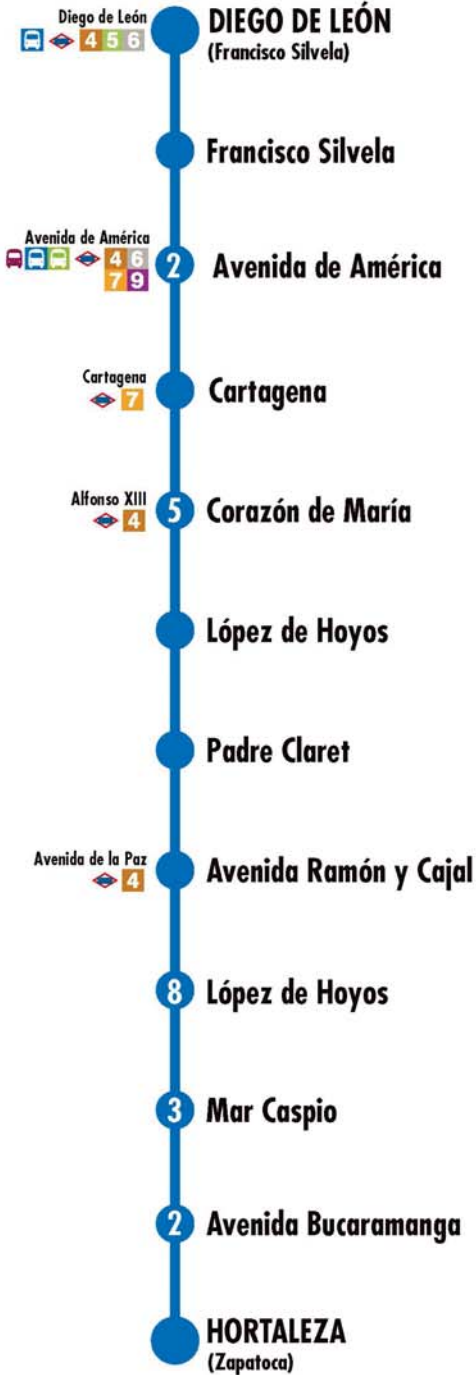 Diego de León
4 5 6
DIEGO DE LEÓN
(Francisco Silvela)
Francisco Silvela
Avenida de América
4 6
7 9
2
Avenida de América
Cartagena
7
Cartagena
Alfonso XIII
4
5
Corazón de María
López de Hoyos
Padre Claret
Avenida de la Paz
4
Avenida Ramón y Cajal
8
López de Hoyos
3
Mar Caspio
2
Avenida Bucaramanga
HORTALEZA
(Zapatoca)